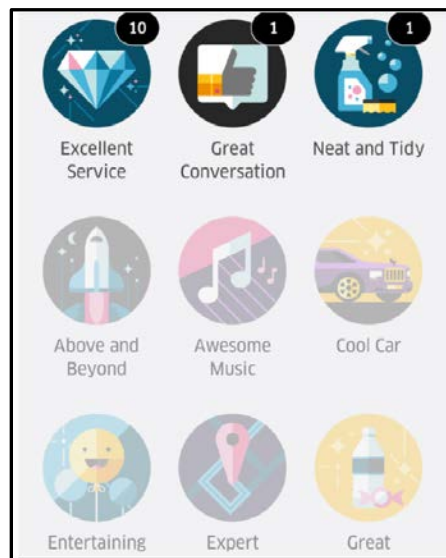 10 1 1
Excellent Great Neat and Tidy
Service Conversation
Above and Awesome Cool Car
Beyond Music
Entertaining Expert Great